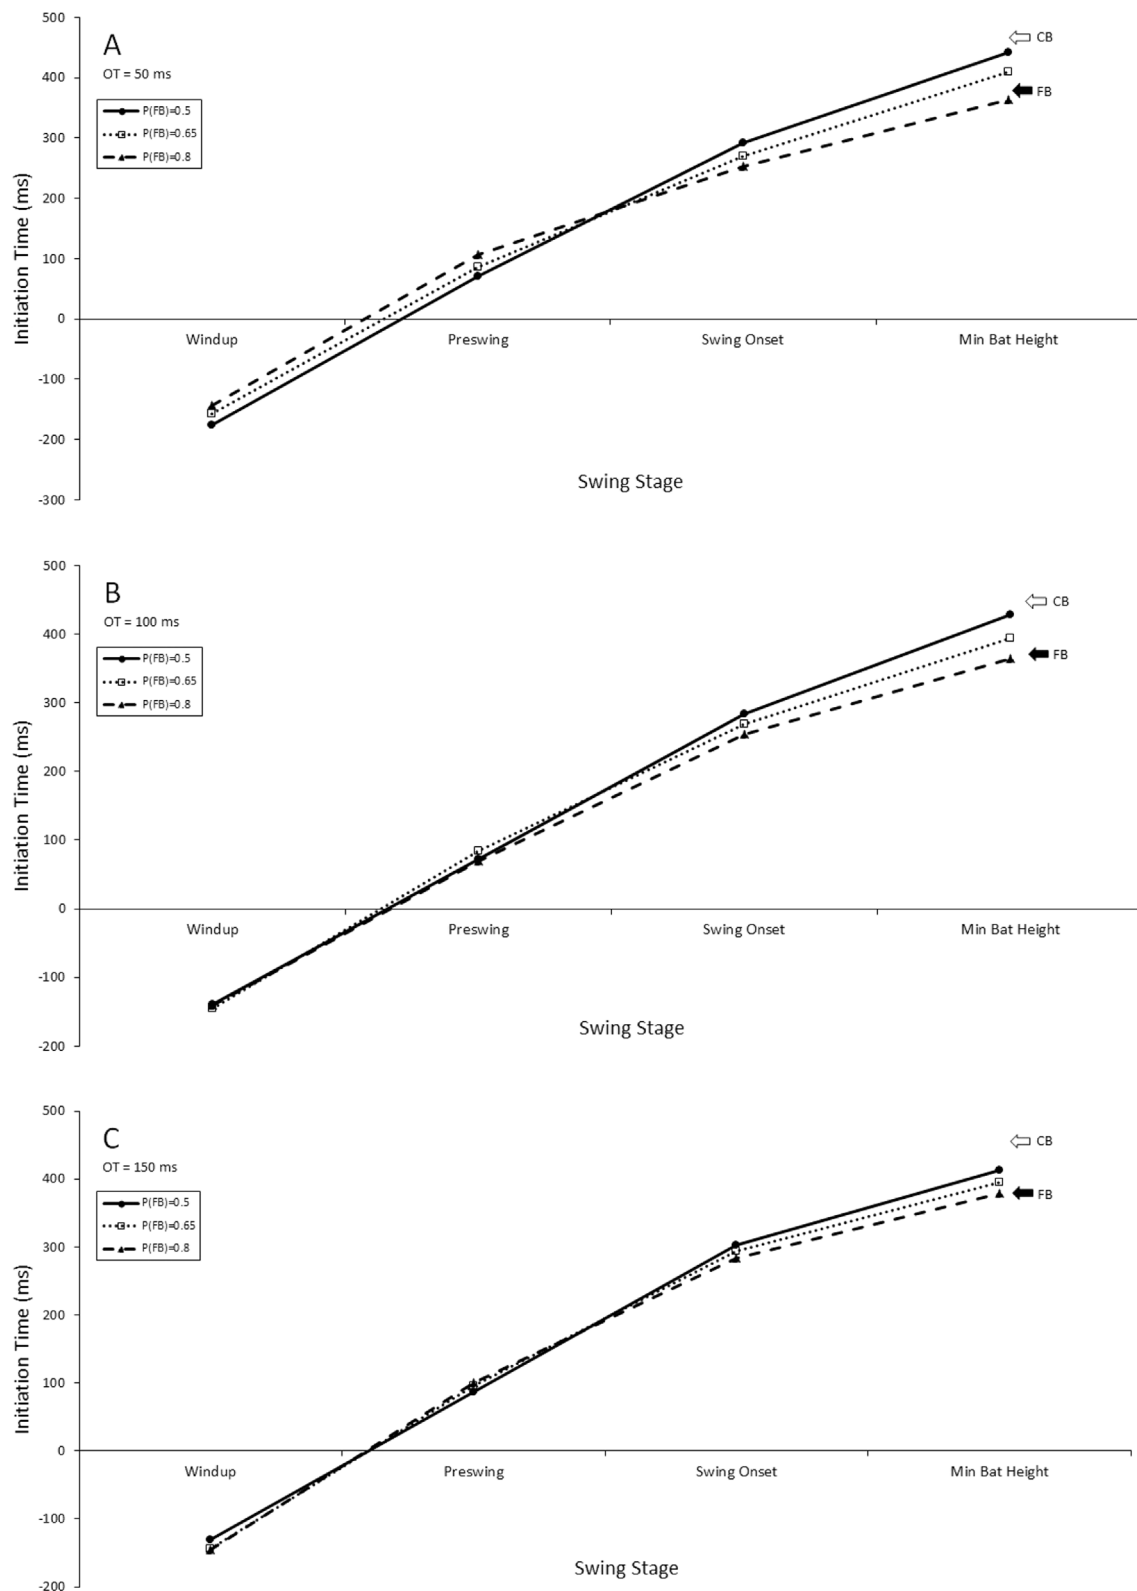 500
A
CB
OT = 50 ms
400
FB
P(FB)=0.5
P(FB)=0.65
P(FB)=0.8
300
200
100
0
-100
-200
-300
Initiation Time (ms)
Windup Preswing Swing Onset Min Bat Height
Swing Stage
500
B
CB
OT = 100 ms
400
FB
P(FB)=0.5
P(FB)=0.65
P(FB)=0.8
300
200
100
0
-100
-200
Initiation Time (ms)
Windup Preswing Swing Onset Min Bat Height
Swing Stage
500
C
CB
OT = 150 ms
400
FB
P(FB)=0.5
P(FB)=0.65
P(FB)=0.8
300
200
100
0
-100
-200
Initiation Time (ms)
Windup Preswing Swing Onset Min Bat Height
Swing Stage